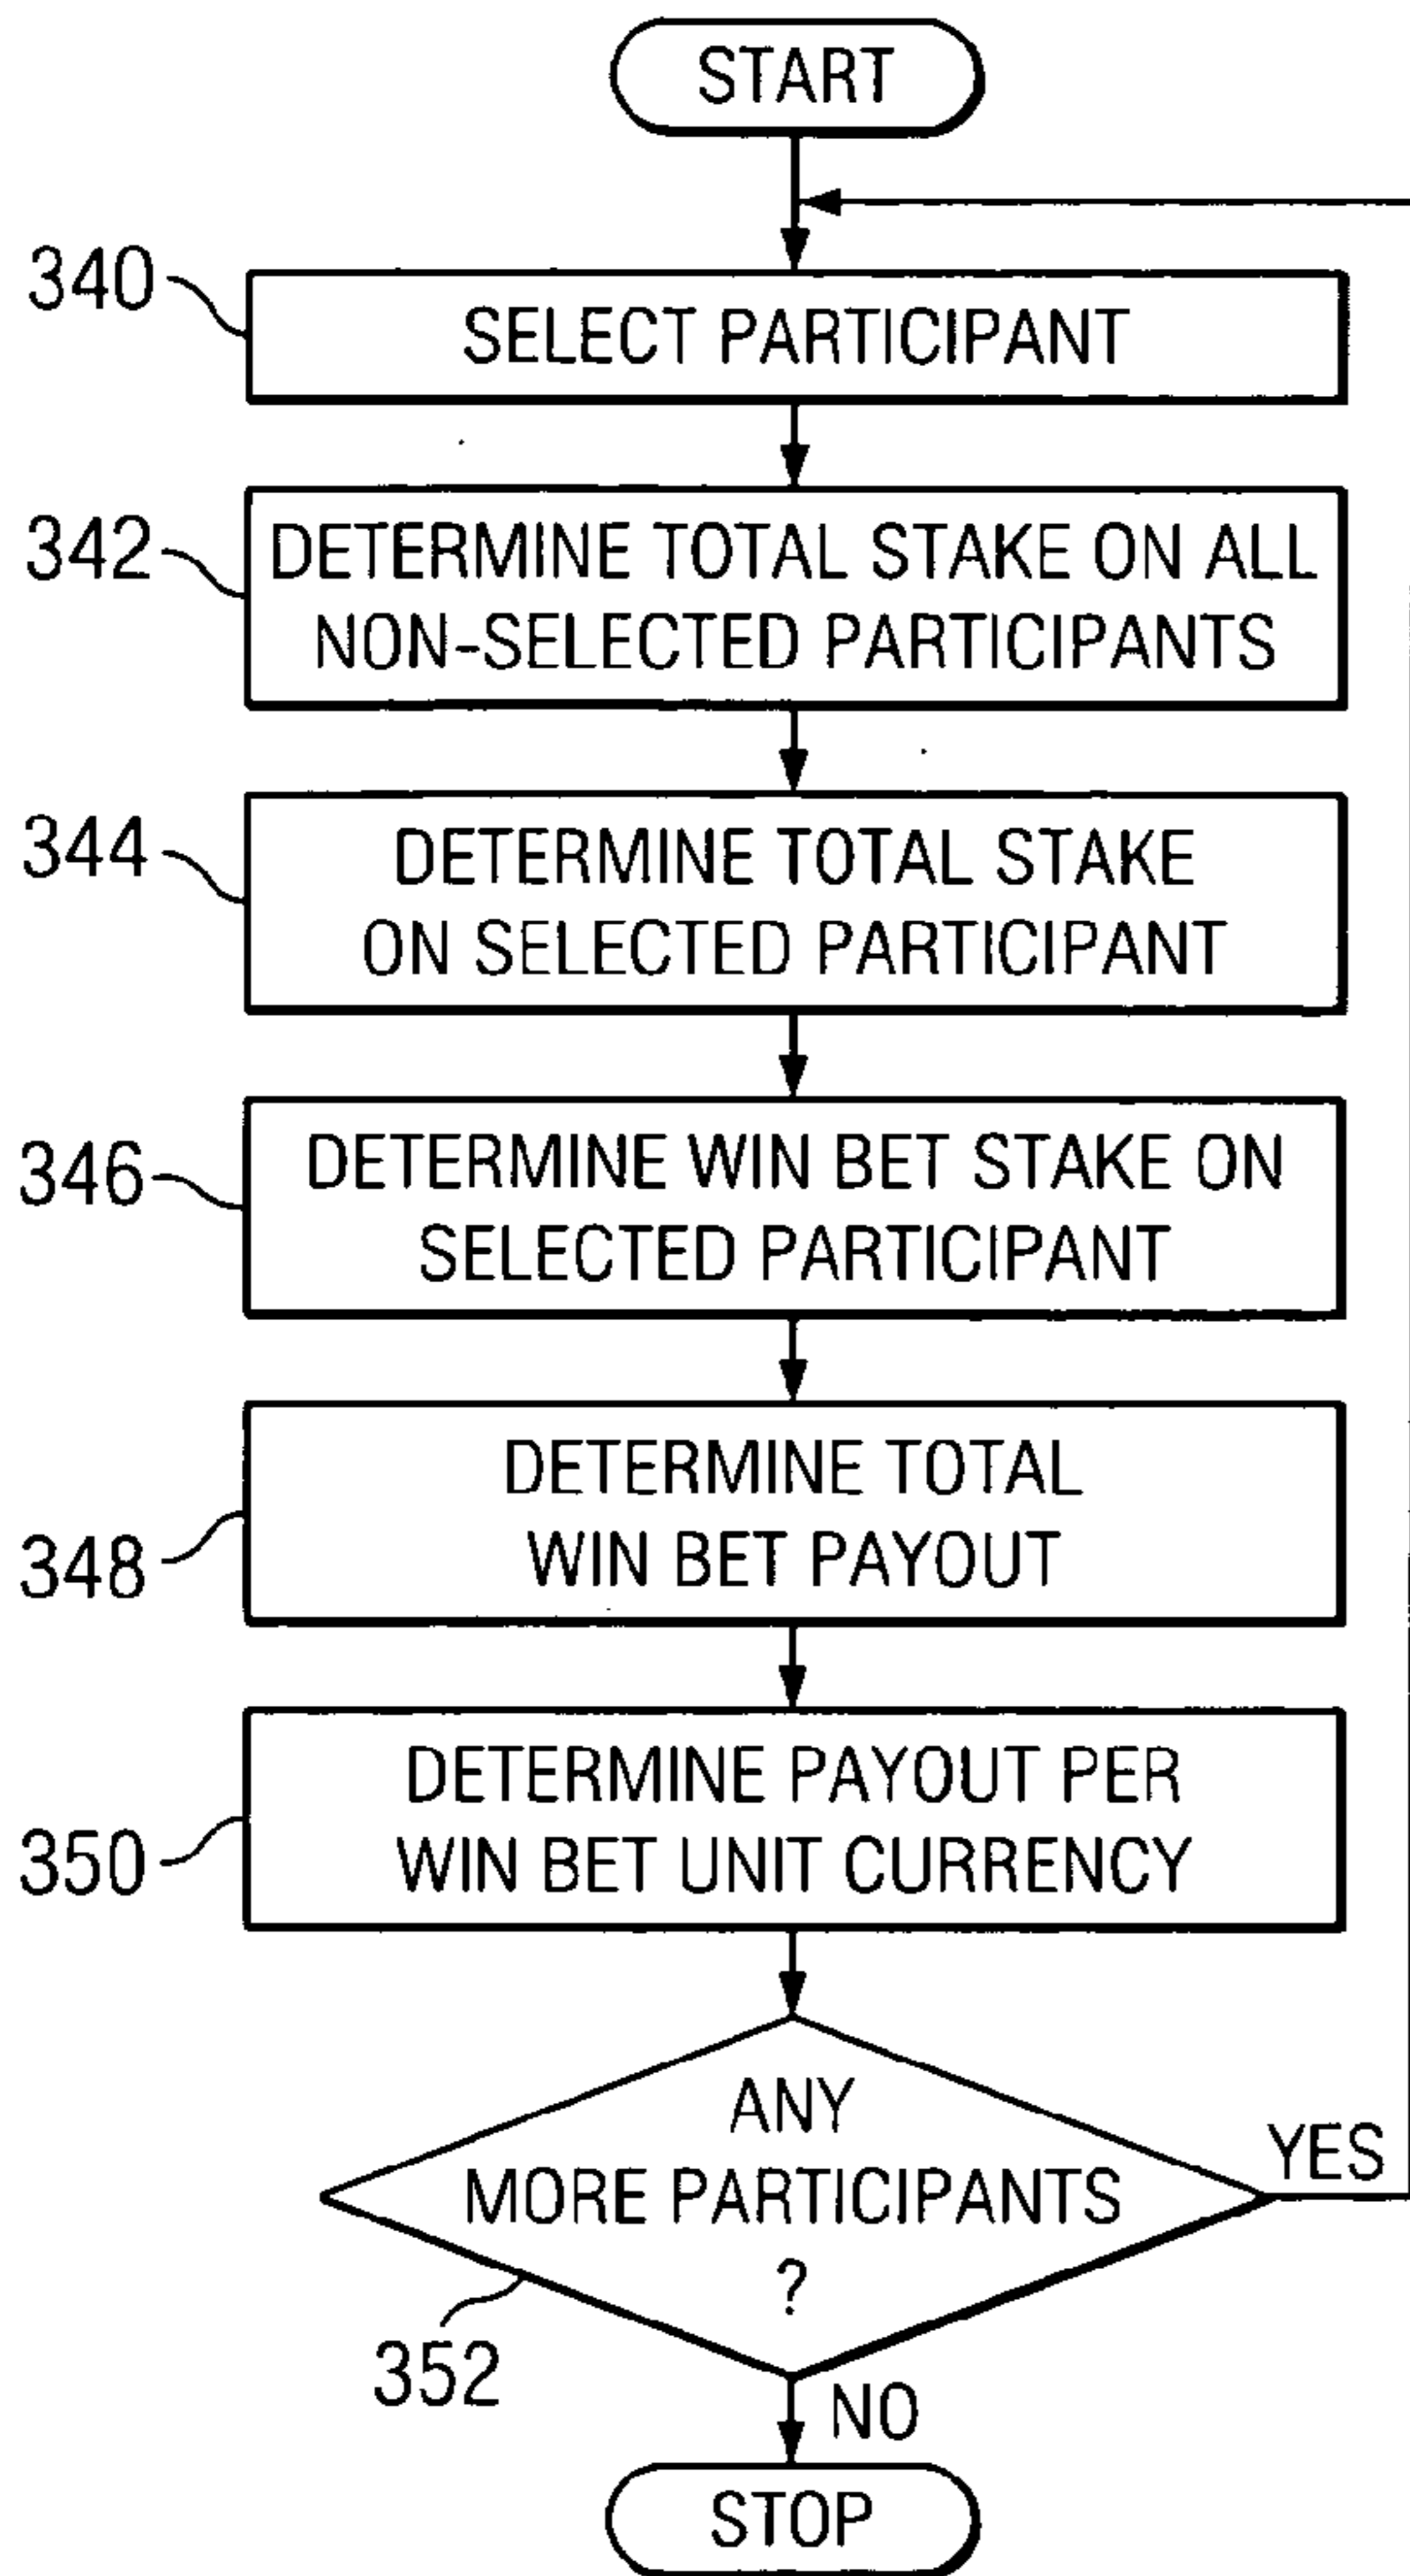 START
340
SELECT PARTICIPANT
342
DETERMINE TOTAL STAKE ON ALL
NON-SELECTED PARTICIPANTS
344
DETERMINE TOTAL STAKE
ON SELECTED PARTICIPANT
346
DETERMINE WIN BET STAKE ON
SELECTED PARTICIPANT
348
DETERMINE TOTAL
WIN BET PAYOUT
350
DETERMINE PAYOUT PER
WIN BET UNIT CURRENCY
ANY
MORE PARTICIPANTS
?
YES
352
NO
STOP